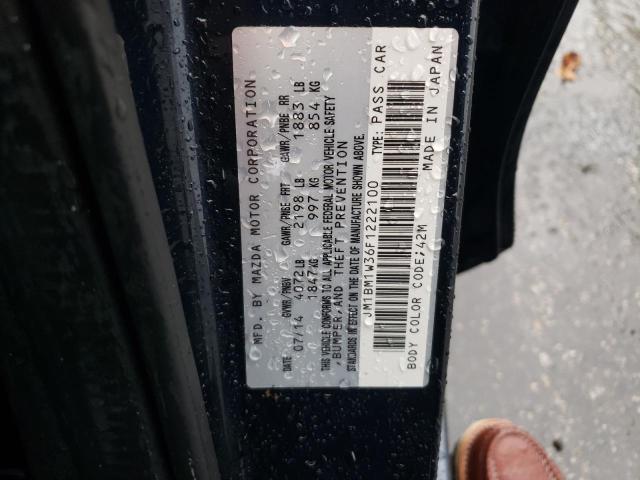 MFD. BY MAZDA MOTOR CORPORATION
GVWR/PNBV GAWR/PNBE FRT GAWR/PNBE RR
07/14 4072 LB 2198 LB 1883 LB
1847 KG 997 KG 854 KG
THIS VEHICLE CONFORMS TO ALL APPLICABLE FEDERAL MOTOR VEHICLE SAFETY
,BUMPER,AND THEFT PREVENTION
STANDARDS IN EFFECT ON THE DATE OF MANUFACTURE SHOWN ABOVE.
JM1BM1W36F1222100 TYPE: PASS CAR
BODY COLOR CODE;42M MADE IN JAPAN